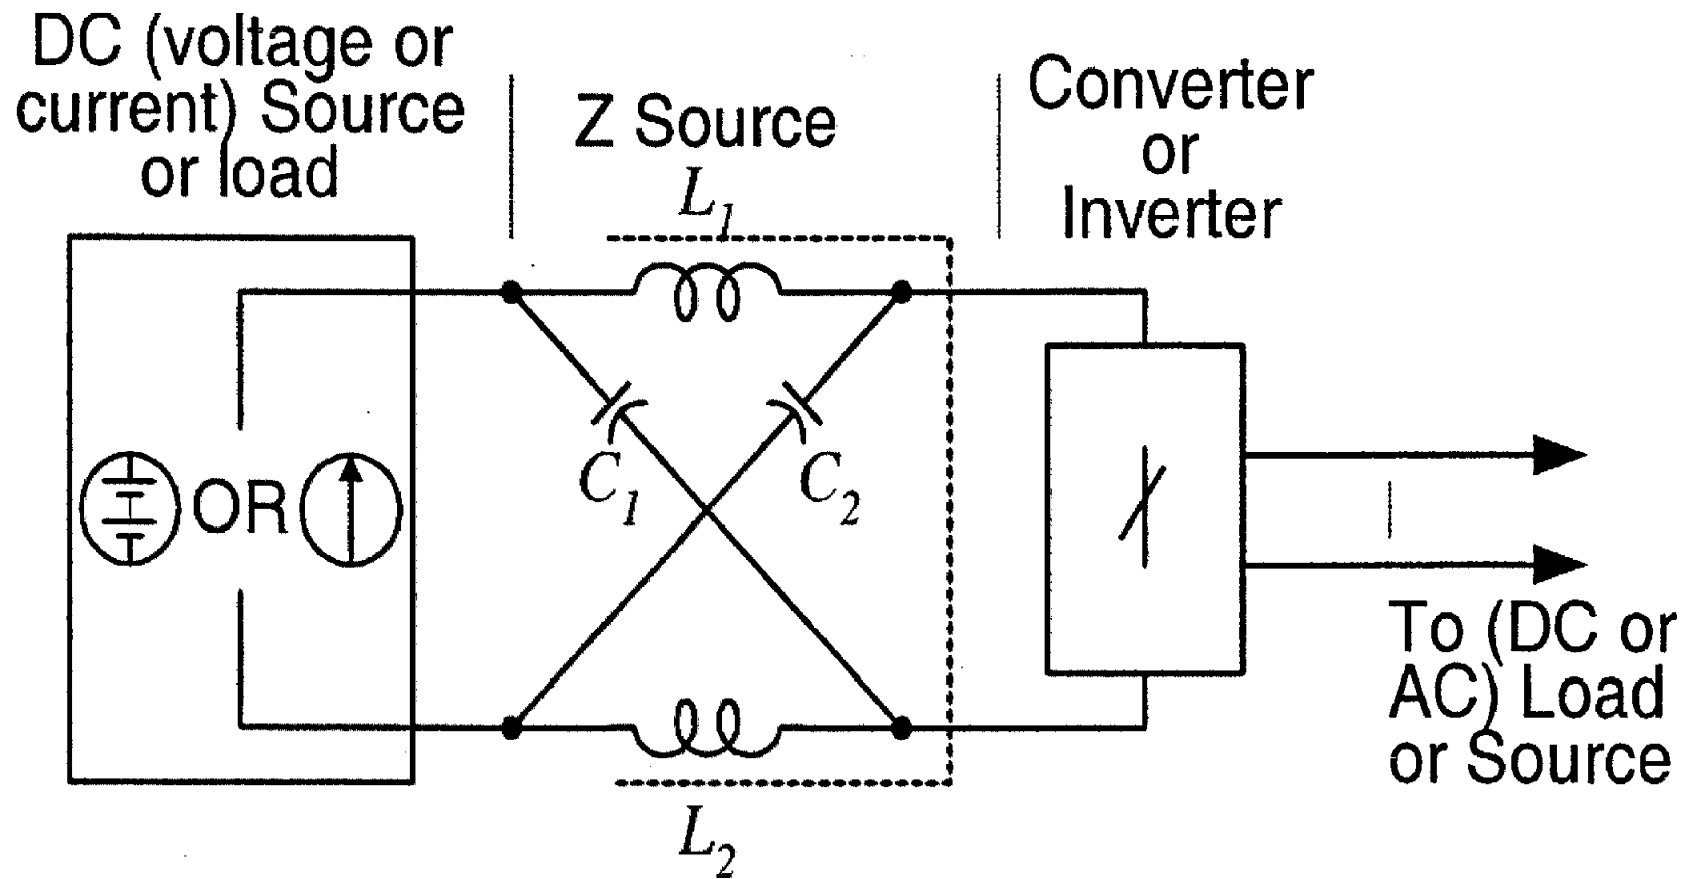 DC (voltage or
current) Source
or load
Z Source
Converter
or
Inverter
L1
C1
C2
OR
L2
To (DC or
AC) Load
or Source